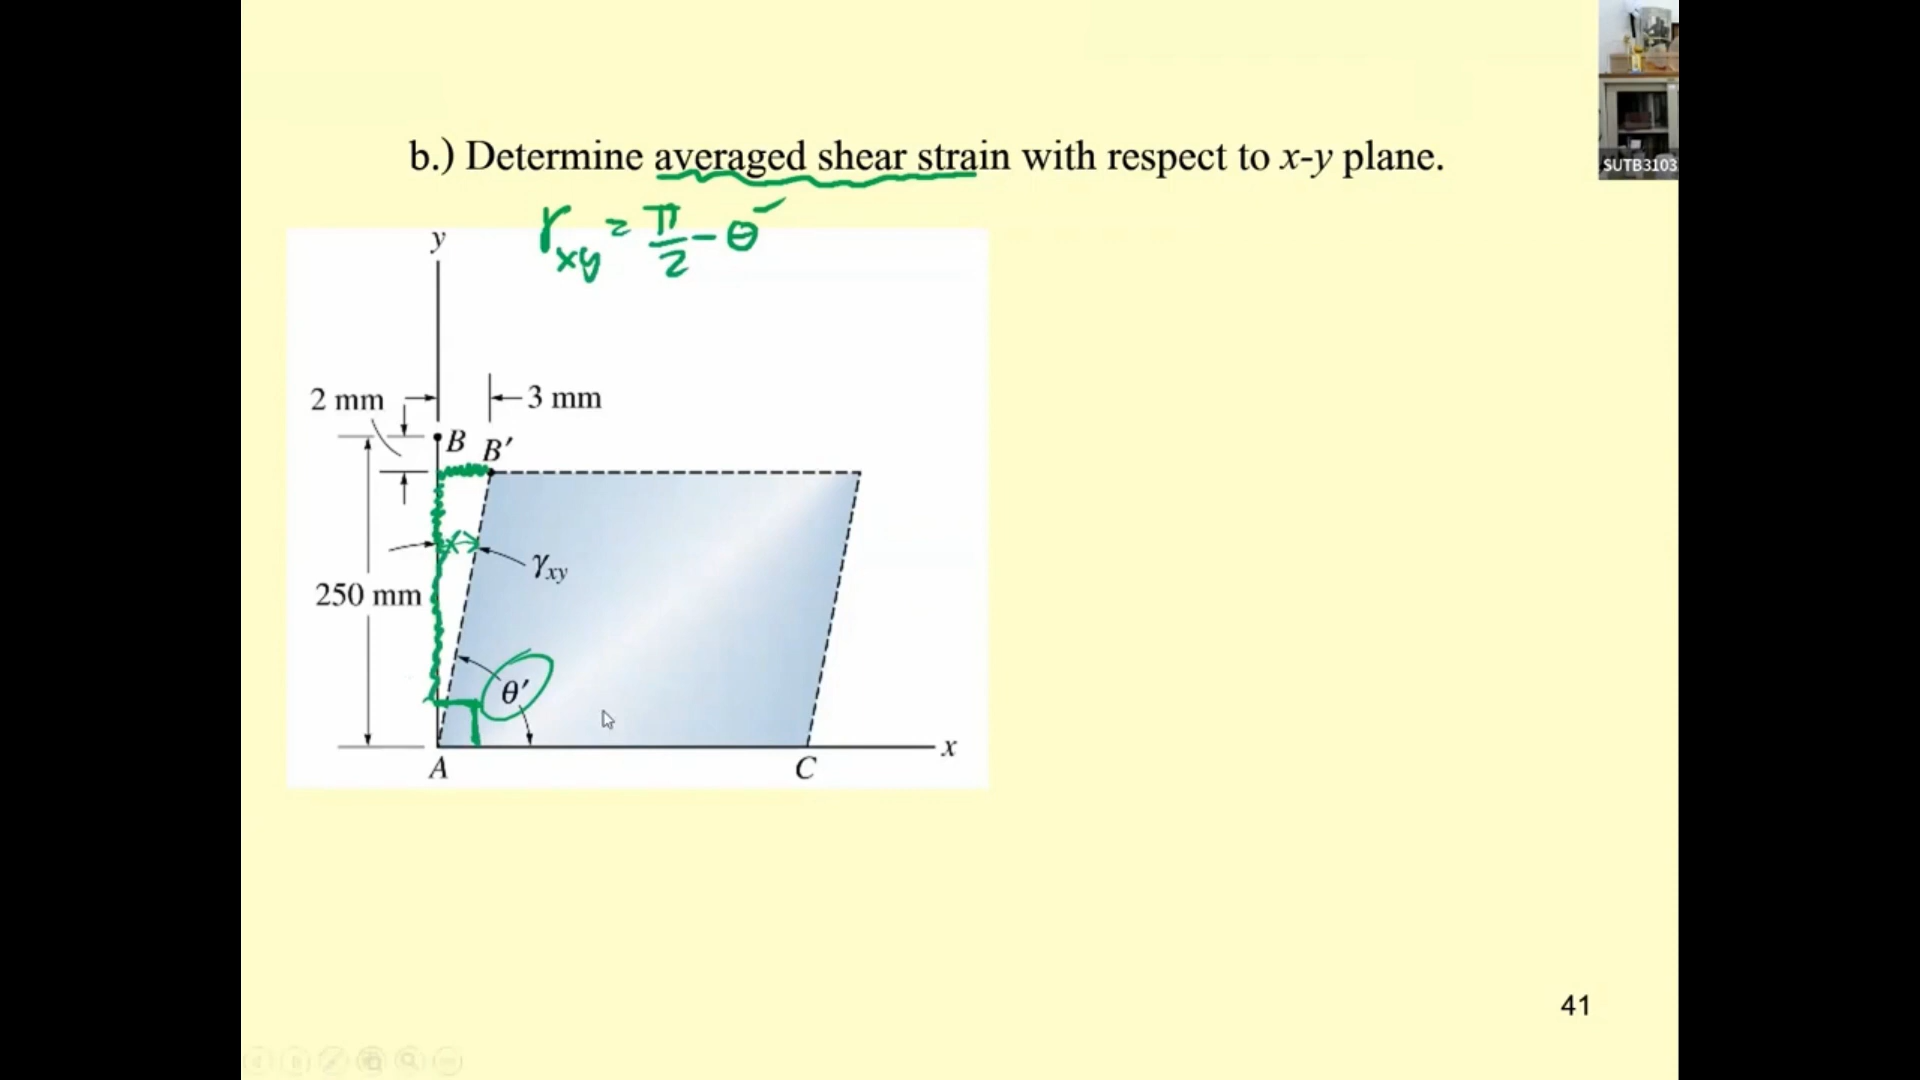 SUTB3103
b.) Determine averaged shear strain with respect to x-y plane.
γxy = π/2 - θ′
y
2 mm
3 mm
B B′
γxy
250 mm
θ′
x
A
C
41